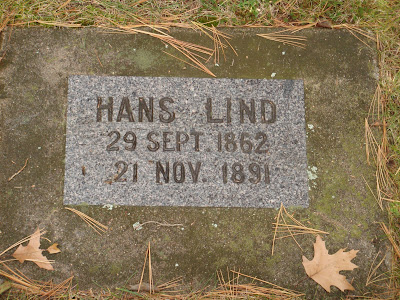 HANS LIND
29 SEPT. 1862
21 NOV. 1891